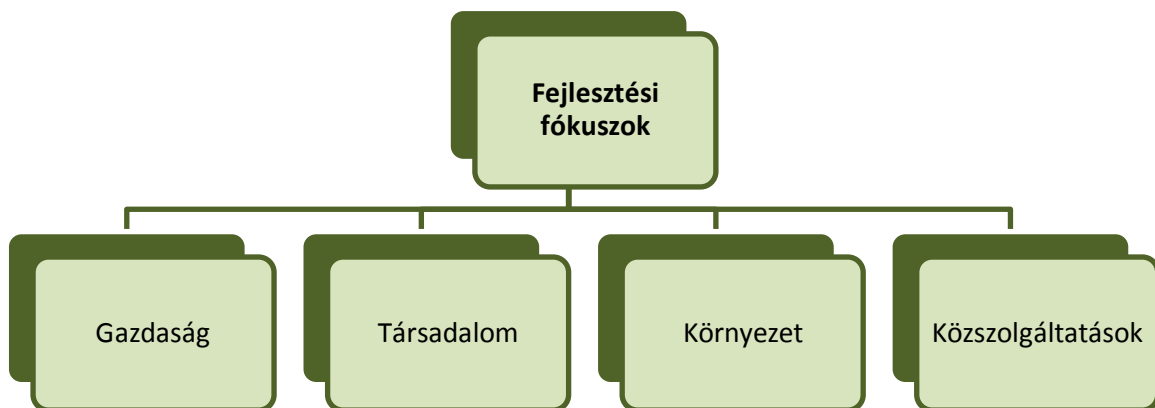 Fejlesztési
fókuszok
Gazdaság
Társadalom
Környezet
Közszolgáltatások